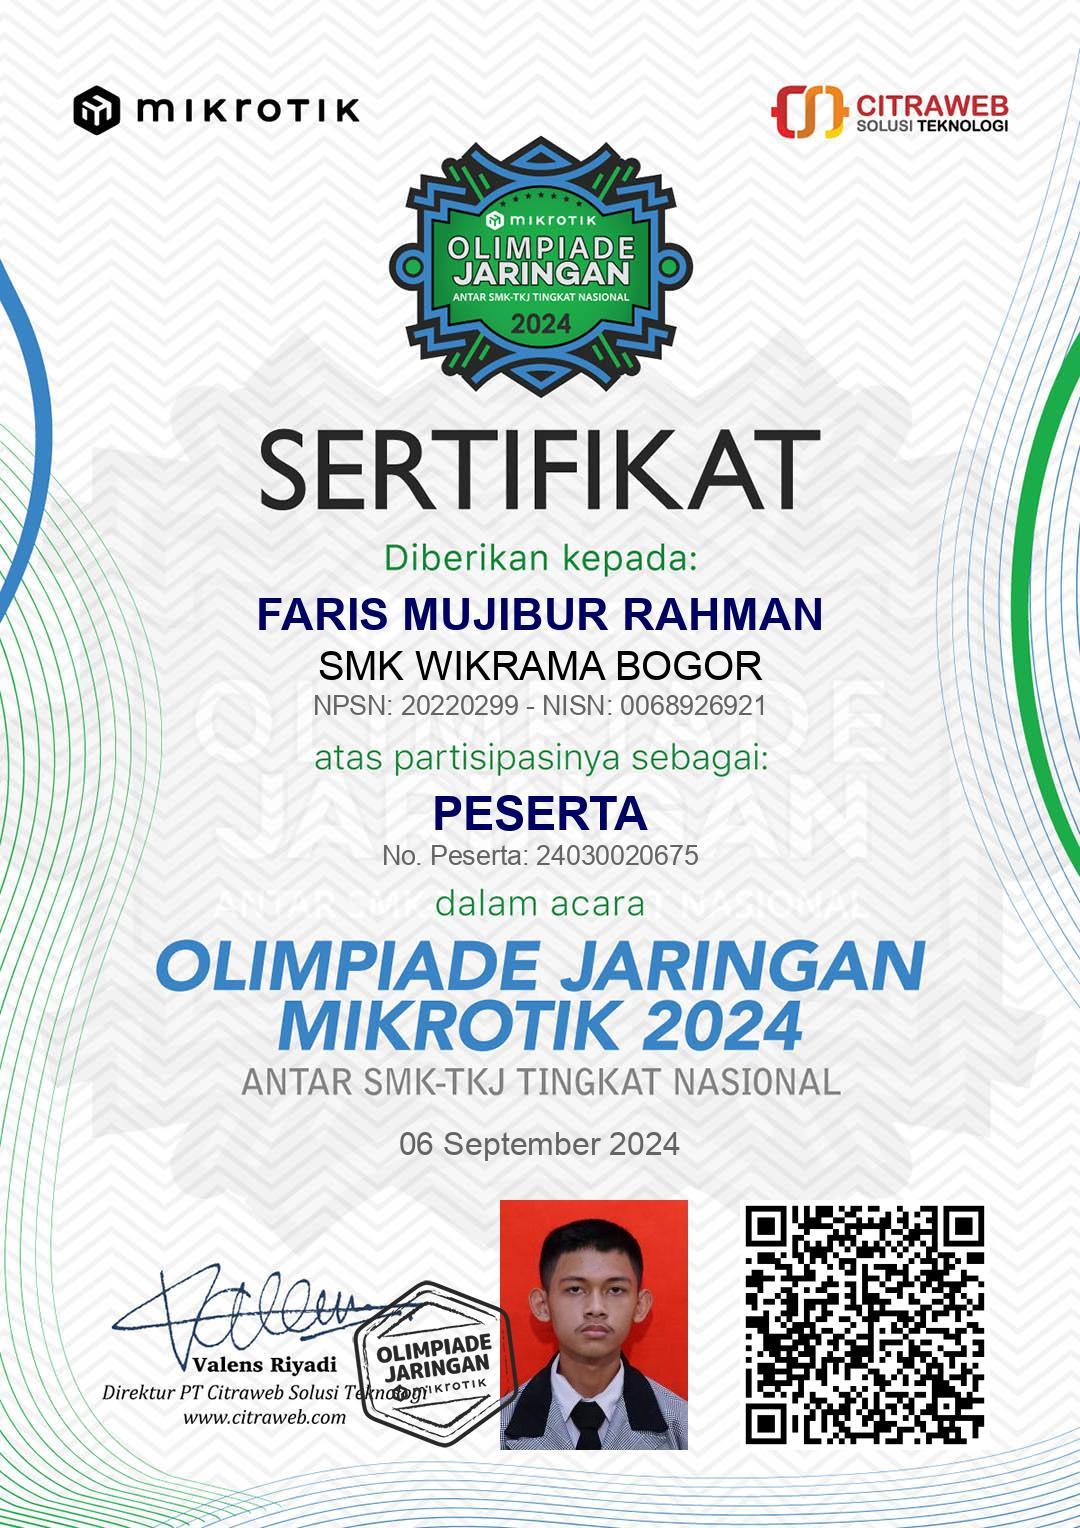 MIKROTIK
CITRAWEB
SOLUSI TEKNOLOGI
MIKROTIK
OLIMPIADE
JARINGAN
ANTAR SMK-TKJ TINGKAT NASIONAL
2024
SERTIFIKAT
Diberikan kepada:
FARIS MUJIBUR RAHMAN
SMK WIKRAMA BOGOR
NPSN: 20220299 - NISN: 0068926921
atas partisipasinya sebagai:
PESERTA
No. Peserta: 24030020675
dalam acara
OLIMPIADE JARINGAN
MIKROTIK 2024
ANTAR SMK-TKJ TINGKAT NASIONAL
06 September 2024
Valens Riyadi
Direktur PT Citraweb Solusi Teknologi
www.citraweb.com
OLIMPIADE
JARINGAN
MIKROTIK